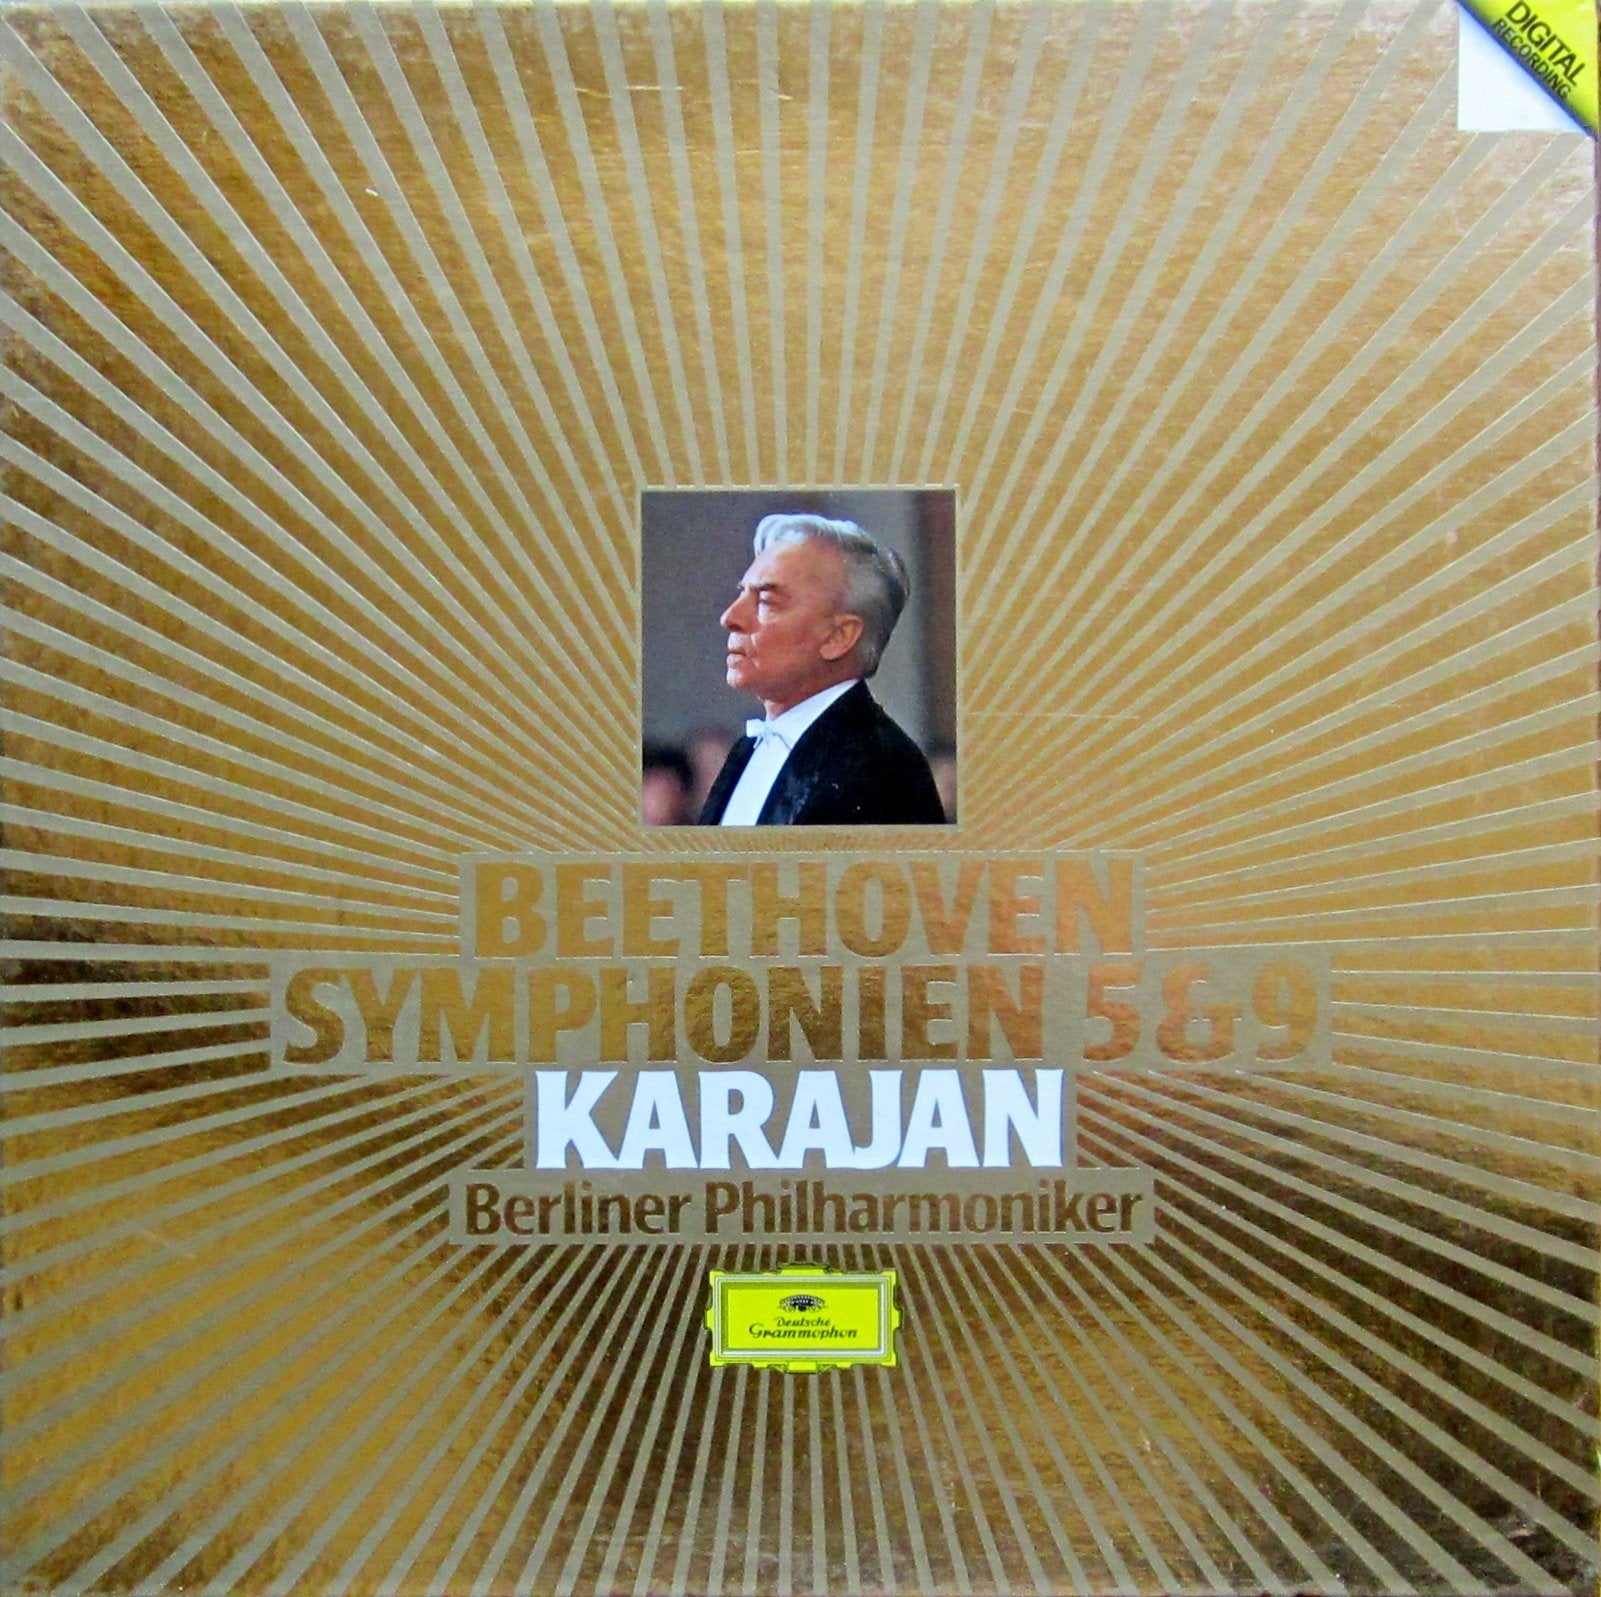 DIGITAL
RECORDING
BEETHOVEN
SYMPHONIEN 5&9
KARAJAN
Berliner Philharmoniker
Deutsche
Grammophon